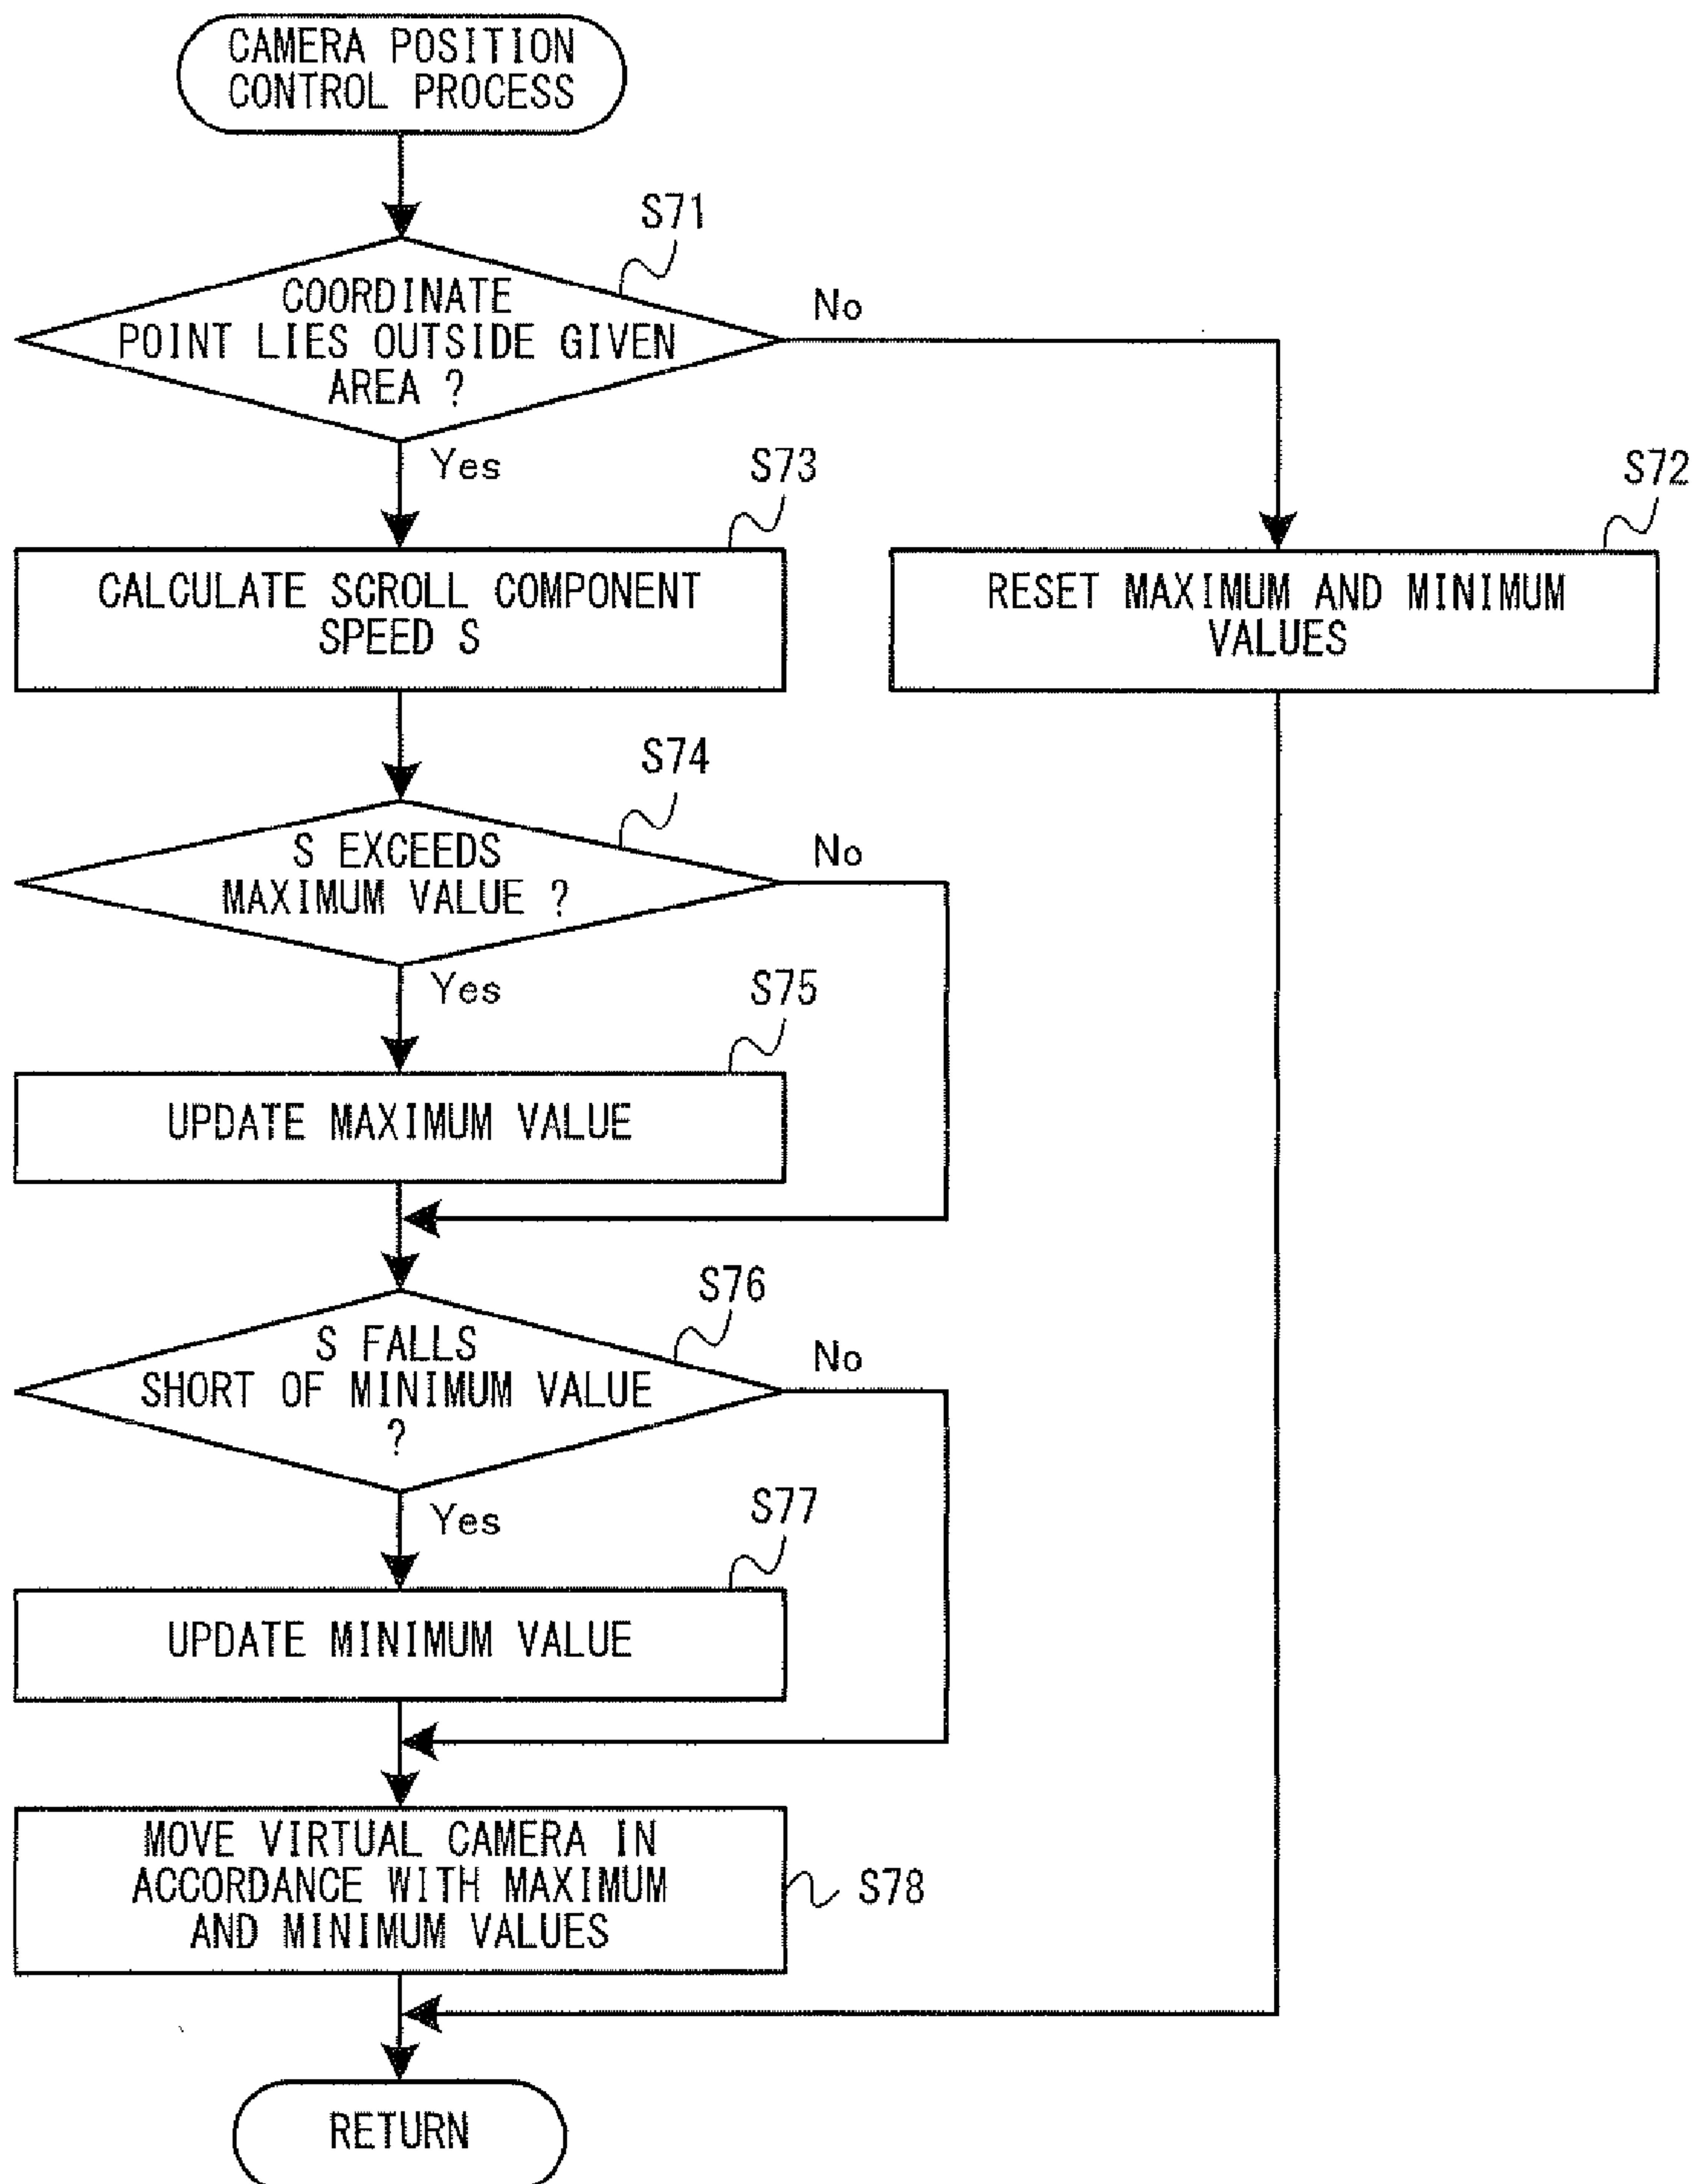 CAMERA POSITION
CONTROL PROCESS
S71
COORDINATE
POINT LIES OUTSIDE GIVEN
AREA ?
No
Yes
S73
S72
CALCULATE SCROLL COMPONENT
SPEED S
RESET MAXIMUM AND MINIMUM
VALUES
S74
S EXCEEDS
MAXIMUM VALUE ?
No
Yes
S75
UPDATE MAXIMUM VALUE
S76
S FALLS
SHORT OF MINIMUM VALUE
?
No
Yes
S77
UPDATE MINIMUM VALUE
MOVE VIRTUAL CAMERA IN
ACCORDANCE WITH MAXIMUM
AND MINIMUM VALUES
S78
RETURN